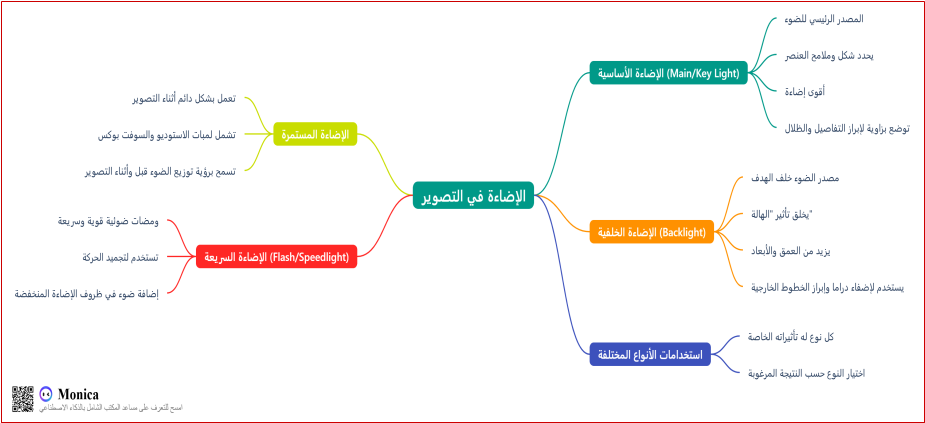 الإضاءة في التصوير
الإضاءة الأساسية (Main/Key Light)
المصدر الرئيسي للضوء
يحدد شكل وملامح العنصر
أقوى إضاءة
توضع بزاوية لإبراز التفاصيل والظلال
الإضاءة الخلفية (Backlight)
مصدر الضوء خلف الهدف
يخلق تأثير "الهالة"
يزيد من العمق والأبعاد
يستخدم لإضفاء دراما وإبراز الخطوط الخارجية
استخدامات الأنواع المختلفة
كل نوع له تأثيراته الخاصة
اختيار النوع حسب النتيجة المرغوبة
الإضاءة المستمرة
تعمل بشكل دائم أثناء التصوير
تشمل لمبات الاستوديو والسوفت بوكس
تسمح برؤية توزيع الضوء قبل وأثناء التصوير
الإضاءة السريعة (Flash/Speedlight)
ومضات ضوئية قوية وسريعة
تستخدم لتجميد الحركة
إضافة ضوء في ظروف الإضاءة المنخفضة
Monica
امسح للتعرف على مساعد المكتب الشامل بالذكاء الاصطناعي